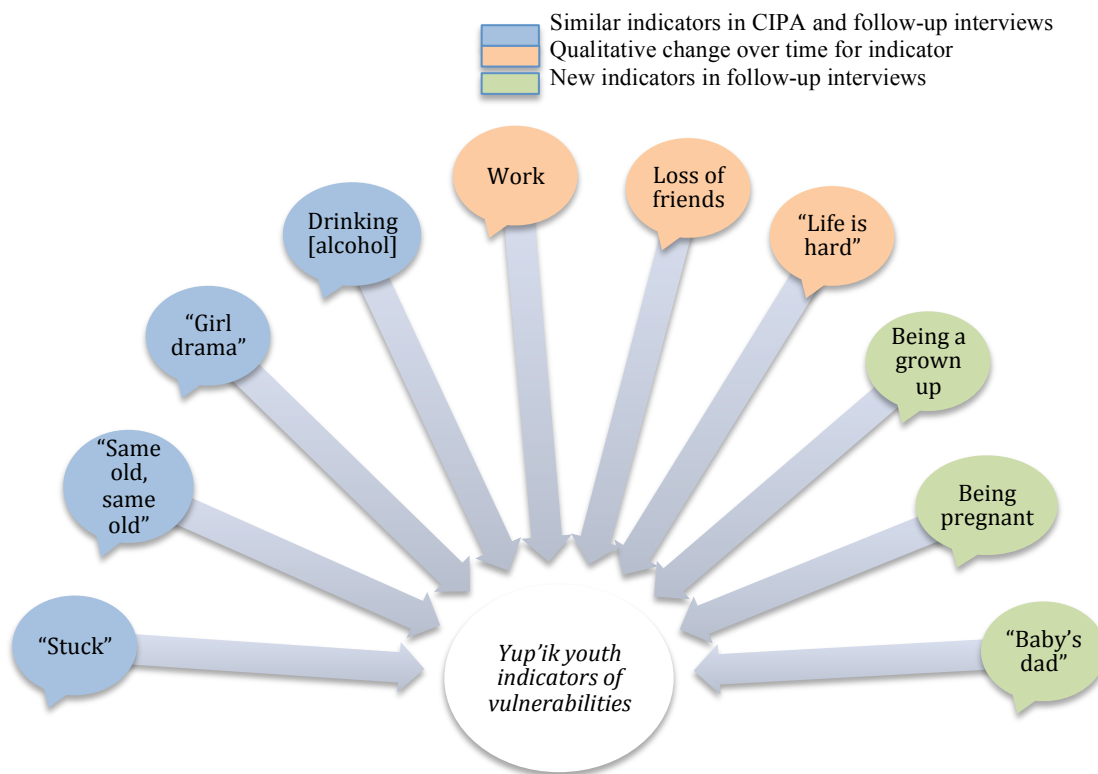 Similar indicators in CIPA and follow-up interviews
Qualitative change over time for indicator
New indicators in follow-up interviews
“Stuck”
“Same
old,
same
old”
“Girl
drama”
Drinking
[alcohol]
Work
Loss of
friends
“Life is
hard”
Being a
grown
up
Being
pregnant
“Baby’s
dad”
Yup’ik youth
indicators of
vulnerabilities